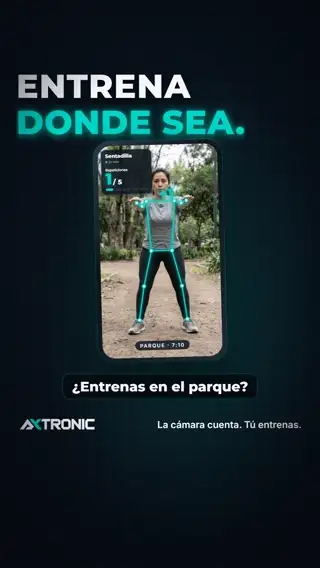 ENTRENA
DONDE SEA.
Sentadilla
Repeticiones
1 / 5
PARQUE · 7:10
¿Entrenas en el parque?
AXTRONIC
La cámara cuenta. Tú entrenas.